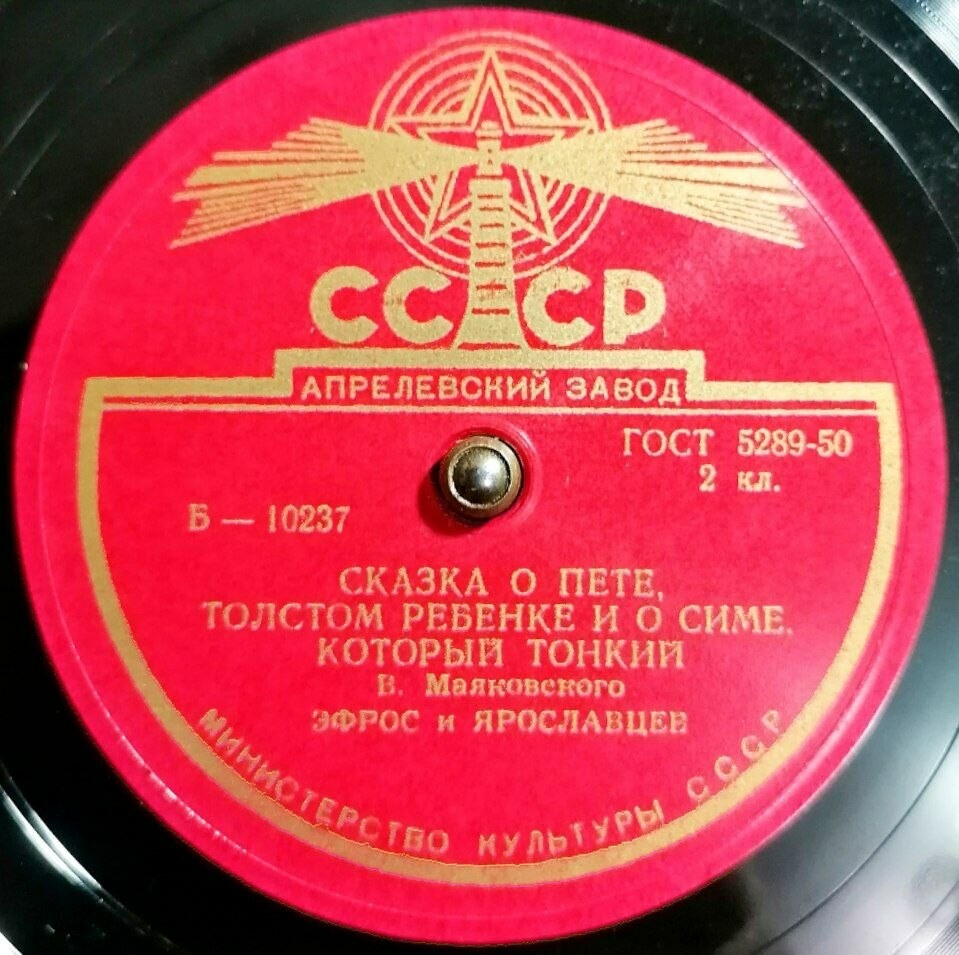 СССР
АПРЕЛЕВСКИЙ ЗАВОД
ГОСТ 5289-50
2 кл.
Б — 10237
СКАЗКА О ПЕТЕ,
ТОЛСТОМ РЕБЕНКЕ И О СИМЕ,
КОТОРЫЙ ТОНКИЙ
В. Маяковского
ЭФРОС и ЯРОСЛАВЦЕВ
МИНИСТЕРСТВО КУЛЬТУРЫ СССР